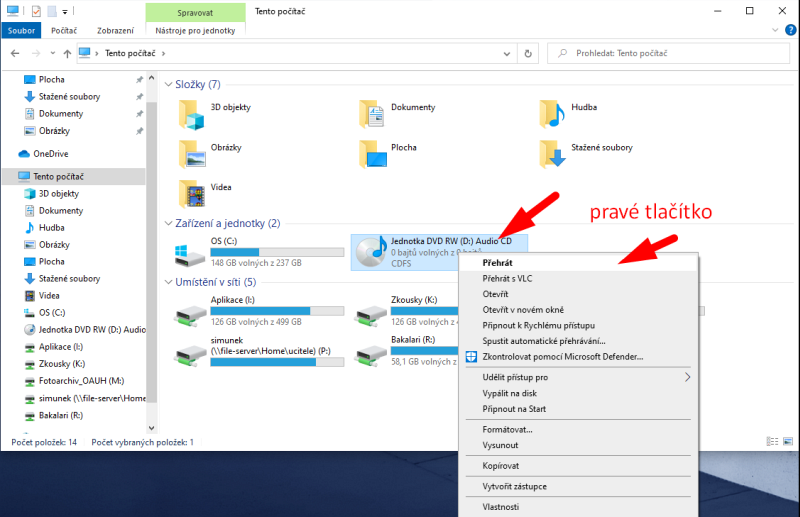 Spravovat
Tento počítač
Soubor
Počítač
Zobrazení
Nástroje pro jednotky
Tento počítač
Prohledat: Tento počítač
Plocha
Stažené soubory
Dokumenty
Obrázky
OneDrive
Tento počítač
3D objekty
Dokumenty
Hudba
Obrázky
Plocha
Stažené soubory
Videa
OS (C:)
Jednotka DVD RW (D:) Audio
Aplikace (I:)
Zkousky (K:)
Fotoarchiv_OAUH (M:)
simunek (\\file-server\Home
Bakalari (R:)
Složky (7)
3D objekty
Dokumenty
Hudba
Obrázky
Plocha
Stažené soubory
Videa
Zařízení a jednotky (2)
OS (C:)
148 GB volných z 237 GB
Jednotka DVD RW (D:) Audio CD
0 bajtů volných z 0 bajtů
CDFS
Umístění v síti (5)
Aplikace (I:)
126 GB volných z 499 GB
Zkousky (K:)
126 GB volných
simunek
(\\file-server\Home\ucitele) (P:)
Bakalari (R:)
58,1 GB volných
pravé tlačítko
Přehrát
Přehrát s VLC
Otevřít
Otevřít v novém okně
Připnout k Rychlému přístupu
Spustit automatické přehrávání...
Zkontrolovat pomocí Microsoft Defender...
Udělit přístup pro
Vypálit na disk
Připnout na Start
Formátovat...
Vysunout
Kopírovat
Vytvořit zástupce
Vlastnosti
Počet položek: 14
Počet vybraných položek: 1